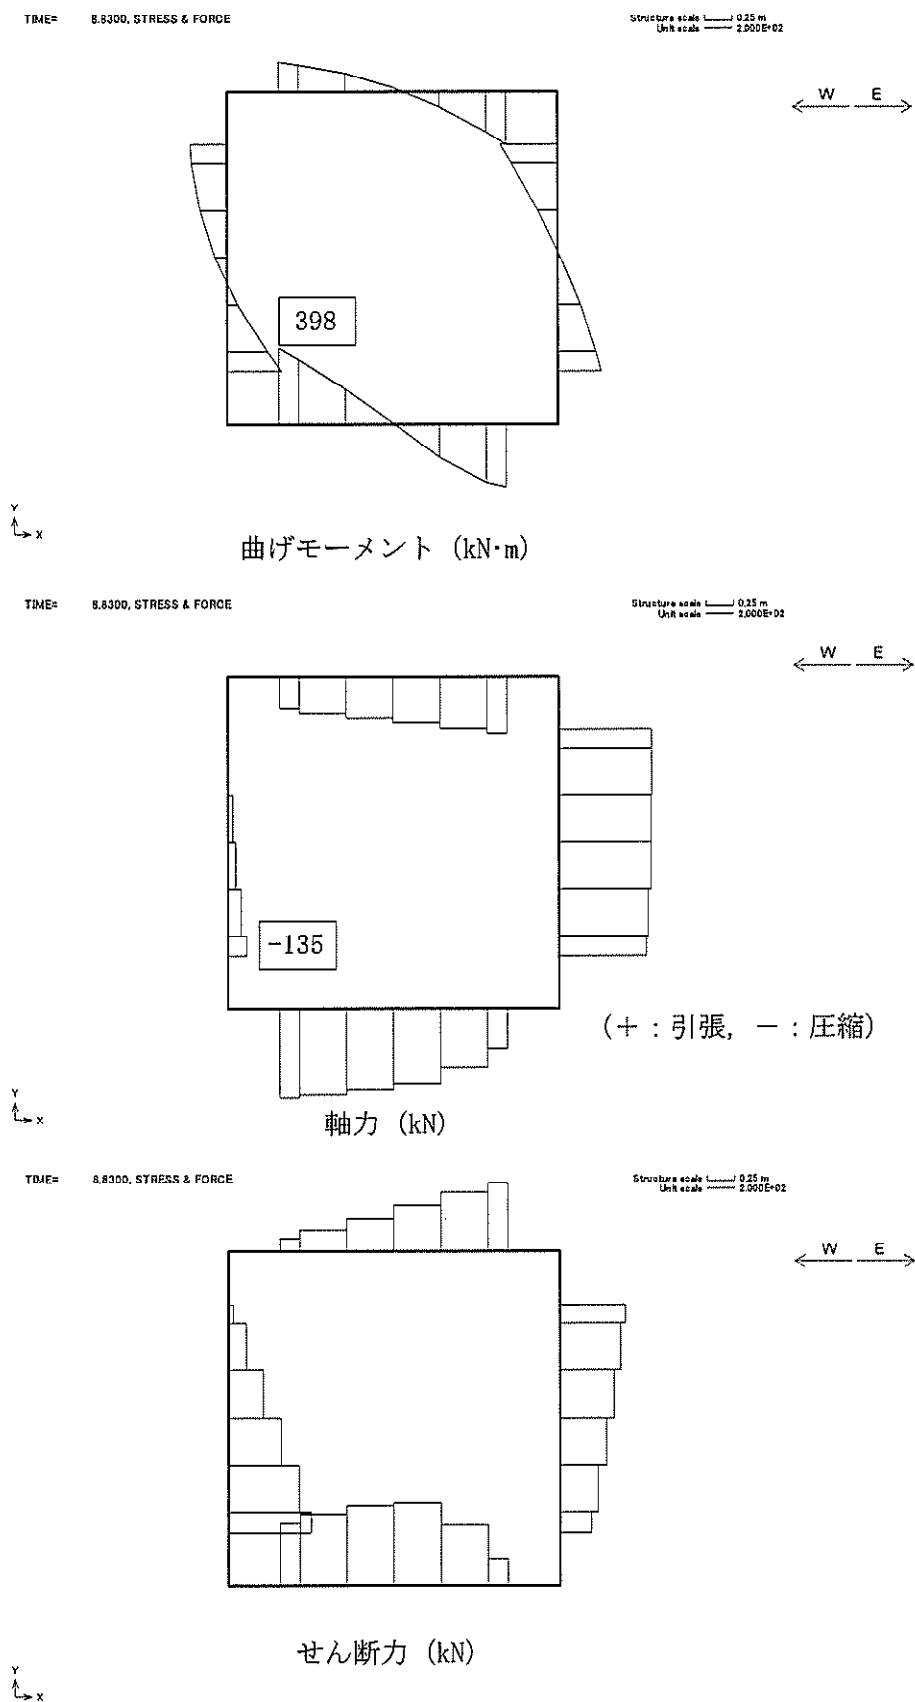 TIME= 8.8300, STRESS & FORCE
Structure scale 0.25 m
Unit scale 2.000E+02
W E
398
Y
X
曲げモーメント (kN·m)
TIME= 8.8300, STRESS & FORCE
Structure scale 0.25 m
Unit scale 2.000E+02
W E
-135
(+:引張, -:圧縮)
Y
X
軸力 (kN)
TIME= 8.8300, STRESS & FORCE
Structure scale 0.25 m
Unit scale 2.000E+02
W E
せん断力 (kN)
Y
X